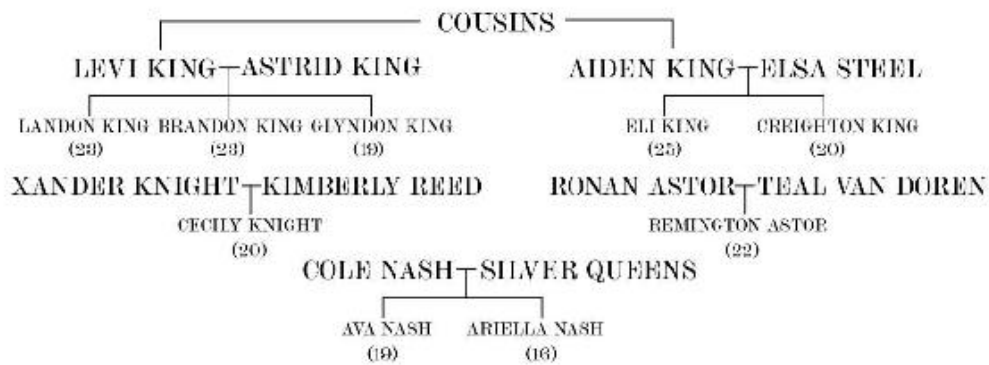 COUSINS
LEVI KING ASTRID KING AIDEN KING ELSA STEEL
LANDON KING BRANDON KING GLYNDON KING ELI KING CREIGHTON KING
(23) (23) (19) (25) (20)
XANDER KNIGHT KIMBERLY REED RONAN ASTOR TEAL VAN DOREN
CECILY KNIGHT REMINGTON ASTOR
(20) (22)
COLE NASH SILVER QUEENS
AVA NASH ARIELLA NASH
(19) (16)